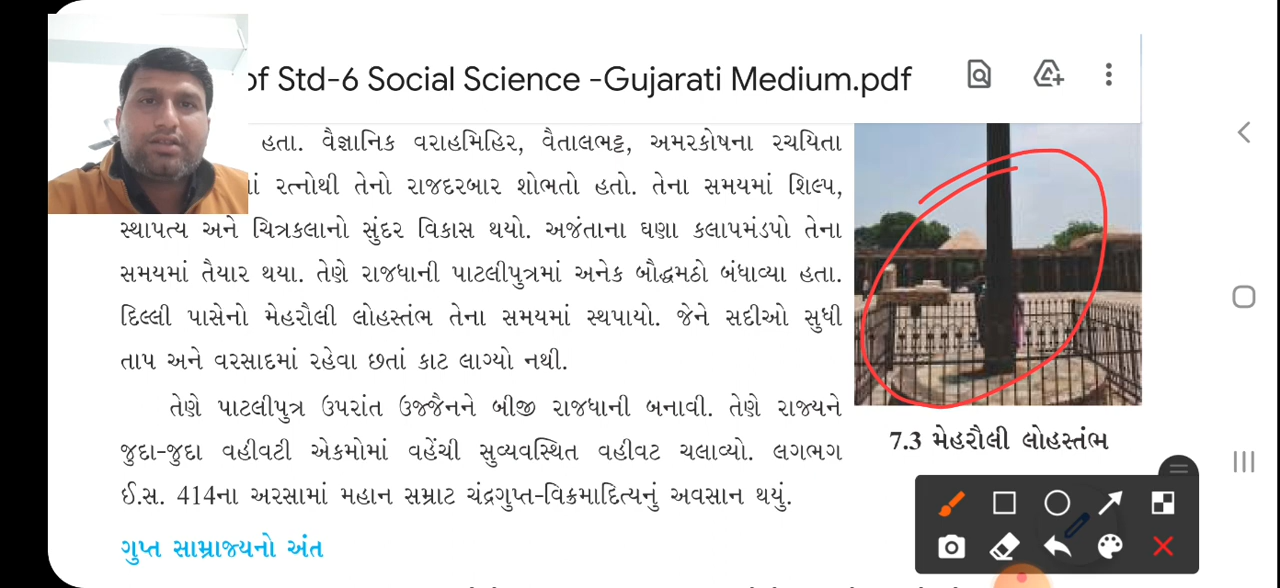 of Std-6 Social Science -Gujarati Medium.pdf
હતા. વૈજ્ઞાનિક વરાહમિહિર, વૈતાલભટ્ટ, અમરકોષના રચયિતા
રત્નોથી તેનો રાજદરબાર શોભતો હતો. તેના સમયમાં શિલ્પ,
સ્થાપત્ય અને ચિત્રકલાનો સુંદર વિકાસ થયો. અજંતાના ઘણા કલાપમંડપો તેના
સમયમાં તૈયાર થયા. તેણે રાજધાની પાટલીપુત્રમાં અનેક બૌદ્ધમઠો બંધાવ્યા હતા.
દિલ્લી પાસેનો મેહરૌલી લોહસ્તંભ તેના સમયમાં સ્થપાયો. જેને સદીઓ સુધી
તાપ અને વરસાદમાં રહેવા છતાં કાટ લાગ્યો નથી.
7.3 મેહરૌલી લોહસ્તંભ
તેણે પાટલીપુત્ર ઉપરાંત ઉજ્જૈનને બીજી રાજધાની બનાવી. તેણે રાજ્યને
જુદા-જુદા વહીવટી એકમોમાં વહેંચી સુવ્યવસ્થિત વહીવટ ચલાવ્યો. લગભગ
ઈ.સ. 414ના અરસામાં મહાન સમ્રાટ ચંદ્રગુપ્ત-વિક્રમાદિત્યનું અવસાન થયું.
ગુપ્ત સામ્રાજ્યનો અંત